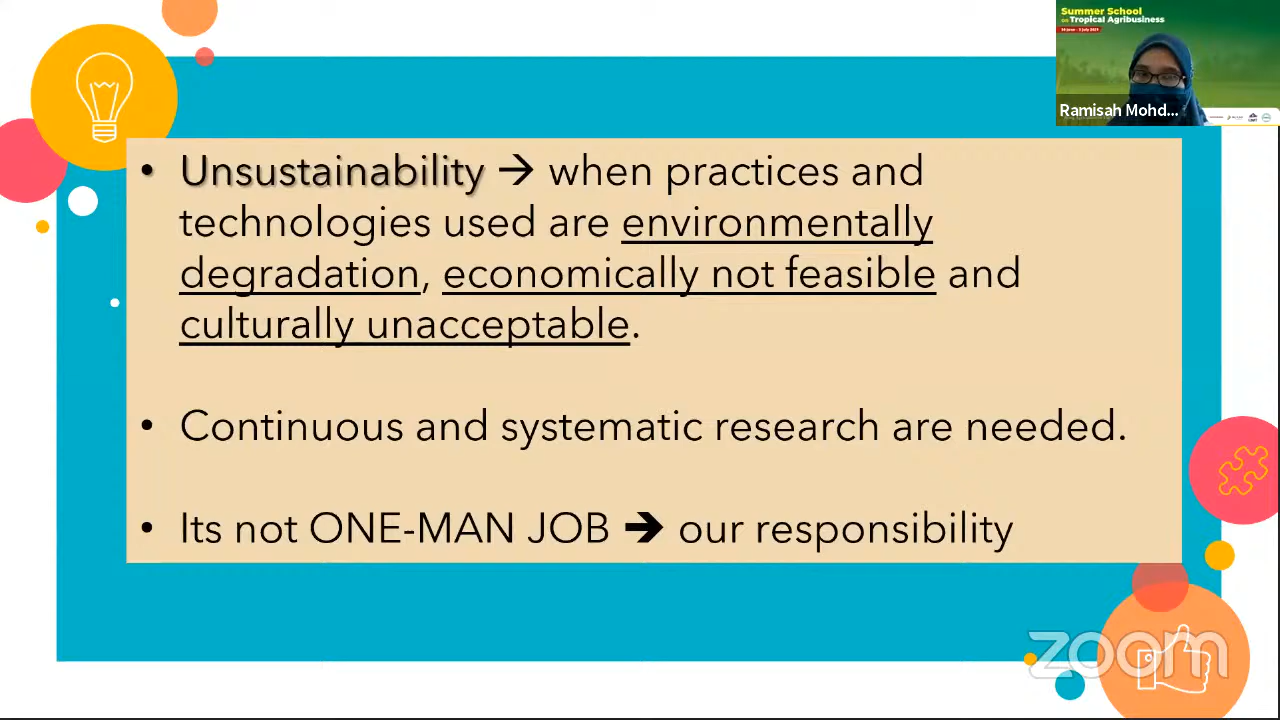 Summer School
on Tropical Agribusiness
Ramisah Mohd...
• Unsustainability → when practices and
technologies used are environmentally
degradation, economically not feasible and
culturally unacceptable.
• Continuous and systematic research are needed.
• Its not ONE-MAN JOB → our responsibility
zoom